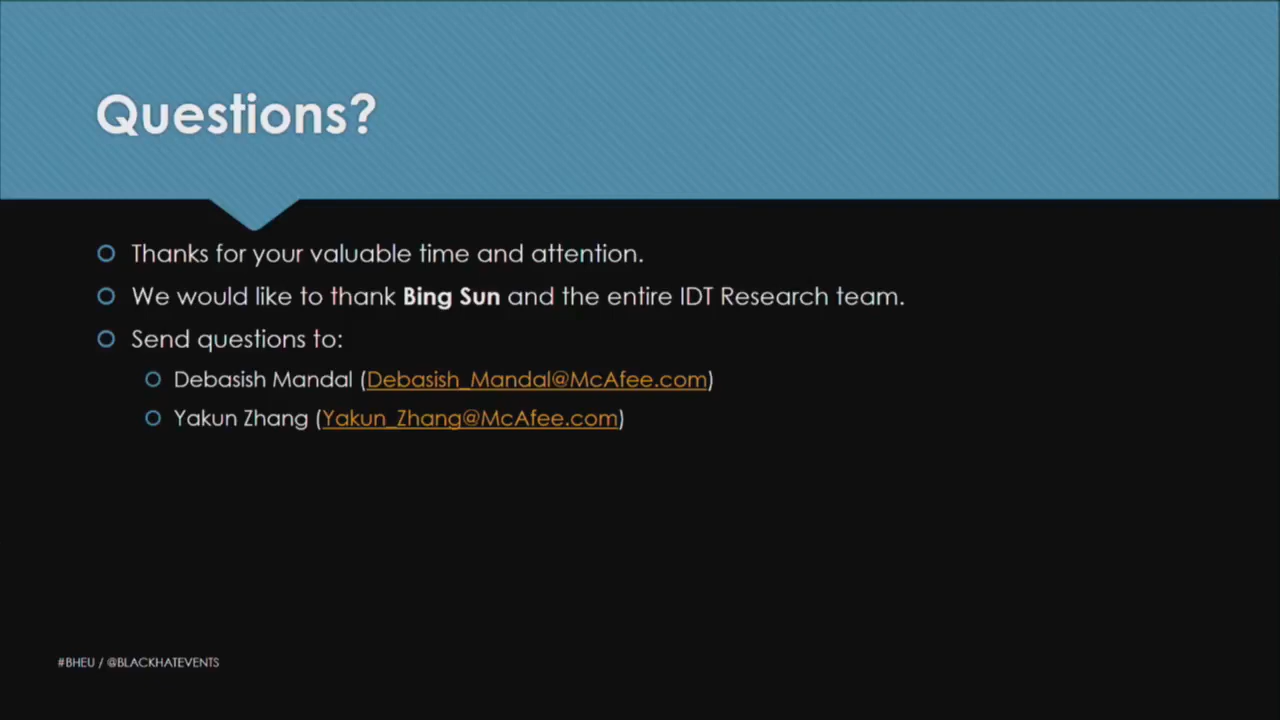 Questions?
Thanks for your valuable time and attention.
We would like to thank Bing Sun and the entire IDT Research team.
Send questions to:
Debasish Mandal (Debasish_Mandal@McAfee.com)
Yakun Zhang (Yakun_Zhang@McAfee.com)
#BHEU / @BLACKHATEVENTS